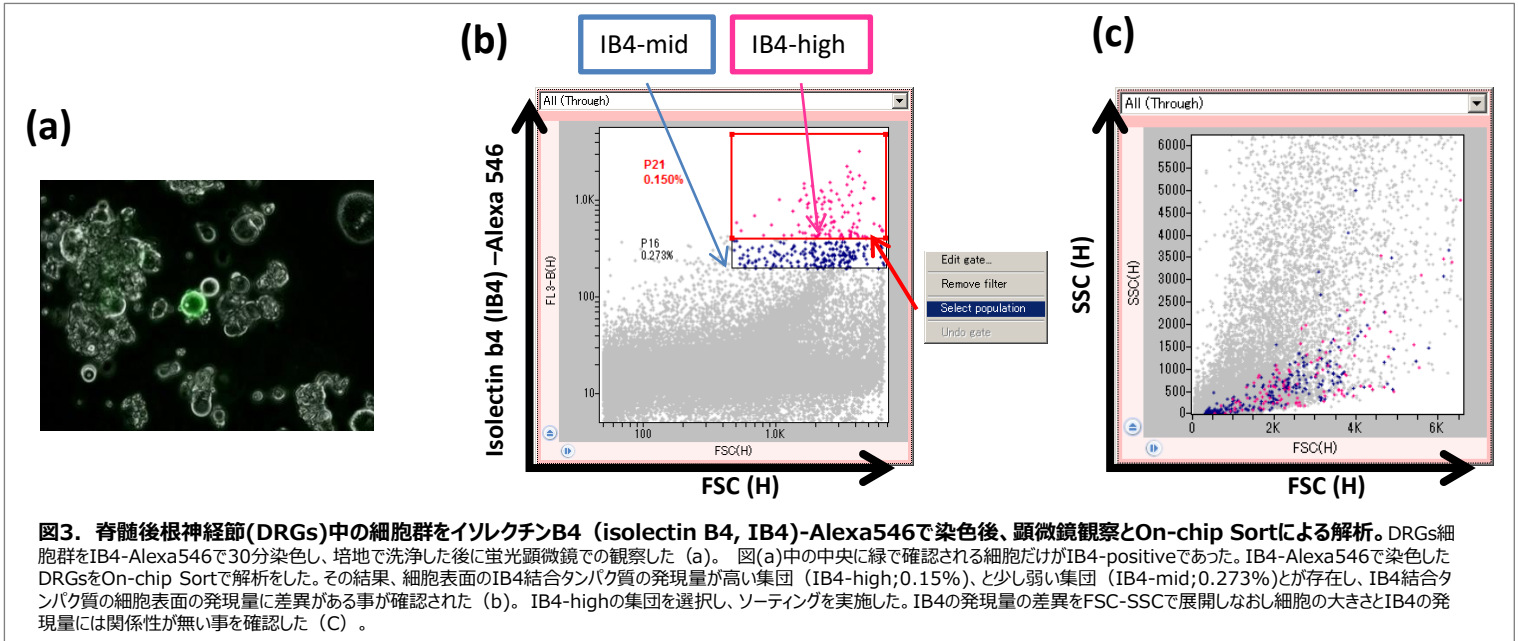 (a)
(b)
IB4-mid
IB4-high
All (Through)
Isolectin b4 (IB4) –Alexa 546
FL3-B(H)
1.0K
100
10
P21
0.150%
P16
0.273%
100
1.0K
FSC(H)
FSC (H)
Edit gate...
Remove filter
Select population
Undo gate
(c)
All (Through)
SSC (H)
SSC(H)
6000
5500
5000
4500
4000
3500
3000
2500
2000
1500
1000
500
0
0
2K
4K
6K
FSC(H)
FSC (H)
図3. 脊髄後根神経節(DRGs)中の細胞群をイソレクチンB4（isolectin B4, IB4)-Alexa546で染色後、顕微鏡観察とOn-chip Sortによる解析。DRGs細
胞群をIB4-Alexa546で30分染色し、培地で洗浄した後に蛍光顕微鏡での観察した（a)。 図(a)中の中央に緑で確認される細胞だけがIB4-positiveであった。IB4-Alexa546で染色した
DRGsをOn-chip Sortで解析をした。その結果、細胞表面のIB4結合タンパク質の発現量が高い集団（IB4-high;0.15%)、と少し弱い集団（IB4-mid;0.273%)とが存在し、IB4結合タ
ンパク質の細胞表面の発現量に差異がある事が確認された（b)。 IB4-highの集団を選択し、ソーティングを実施した。IB4の発現量の差異をFSC-SSCで展開しなおし細胞の大きさとIB4の発
現量には関係性が無い事を確認した（C）。